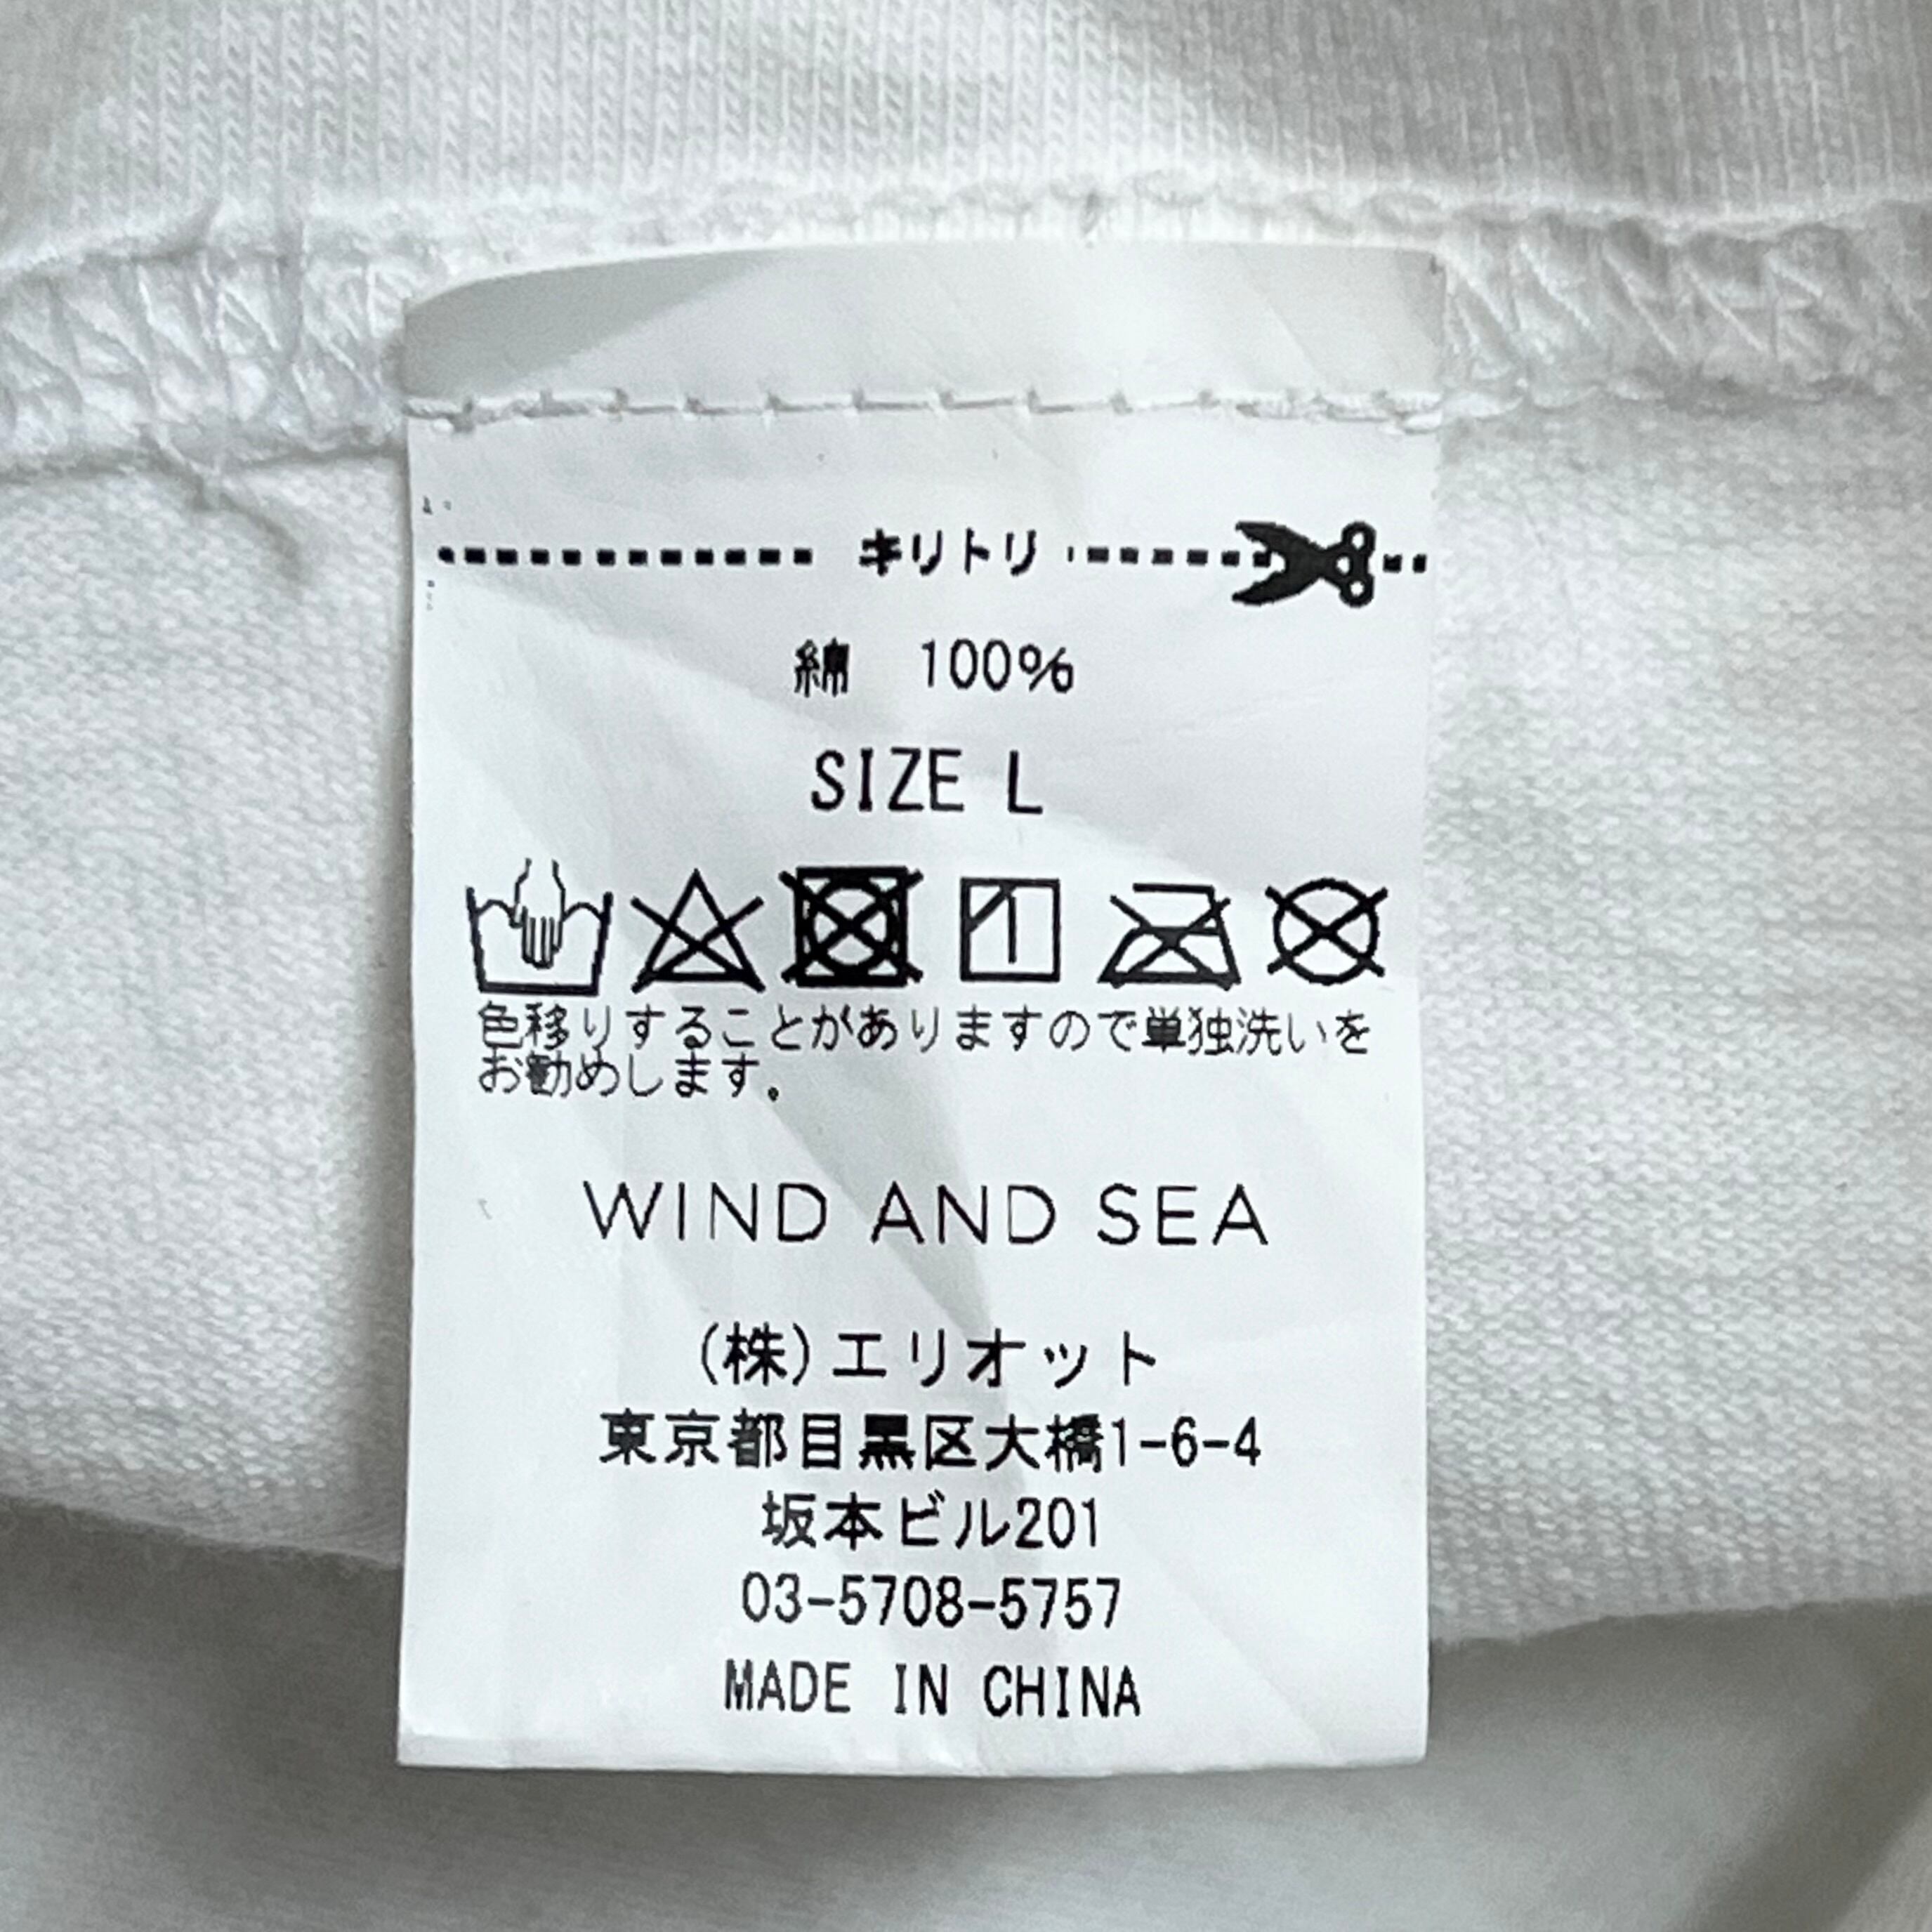 キリトリ
綿 100%
SIZE L
色移りすることがありますので単独洗いを
お勧めします。
WIND AND SEA
(株)エリオット
東京都目黒区大橋1-6-4
坂本ビル201
03-5708-5757
MADE IN CHINA